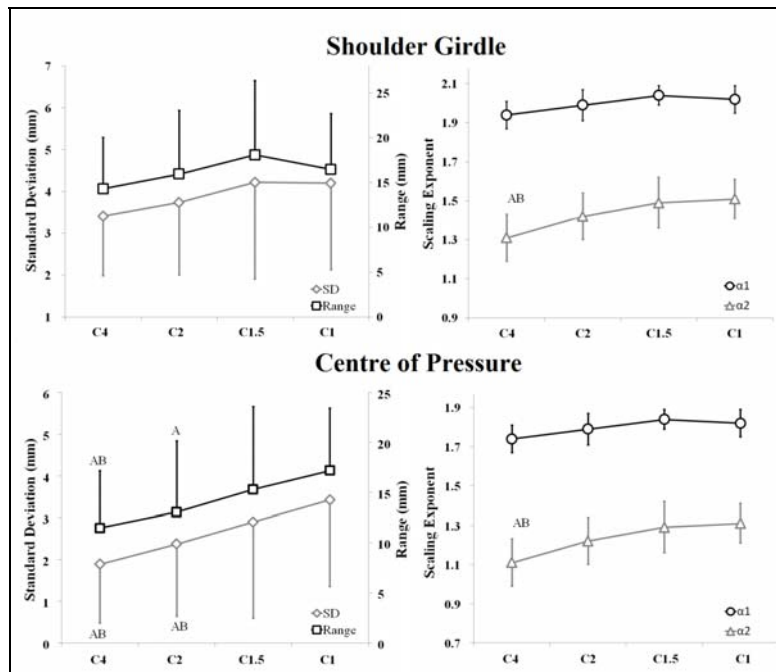 Shoulder Girdle
Standard Deviation (mm)
7
6
5
4
3
2
1
Range (mm)
25
20
15
10
5
0
SD
Range
C4 C2 C1.5 C1
Scaling Exponent
2.1
1.9
1.7
1.5
1.3
1.1
0.9
AB
α1
α2
C4 C2 C1.5 C1
Centre of Pressure
Standard Deviation (mm)
6
5
4
3
2
1
0
Range (mm)
25
20
15
10
5
0
AB
A
AB
AB
SD
Range
C4 C2 C1.5 C1
Scaling Exponent
1.9
1.7
1.5
1.3
1.1
0.9
0.7
AB
α1
α2
C4 C2 C1.5 C1